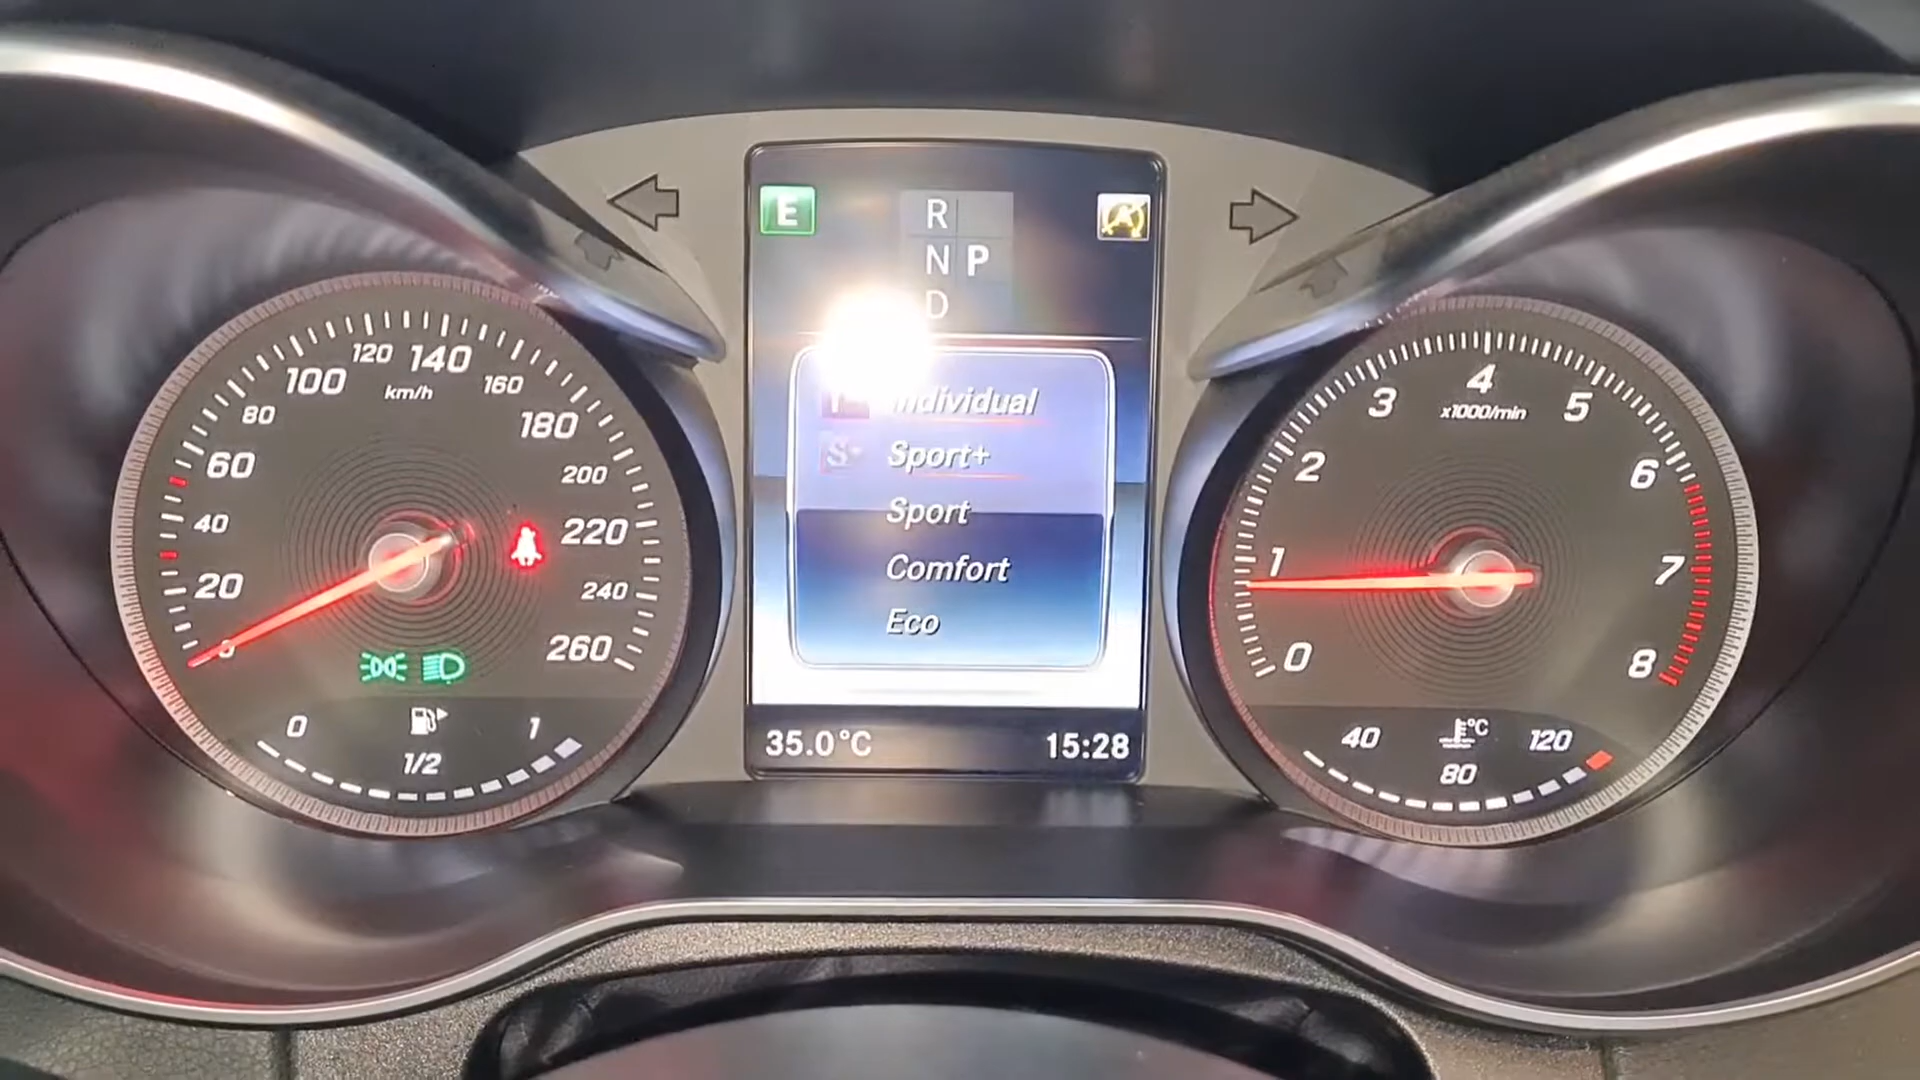 0
20
40
60
80
100
120
140
160
180
200
220
240
260
km/h
0
1/2
1
E
R
N P
D
A
Individual
S+
Sport+
Sport
Comfort
Eco
35.0°C
15:28
0
1
2
3
4
5
6
7
8
x1000/min
40
°C
120
80